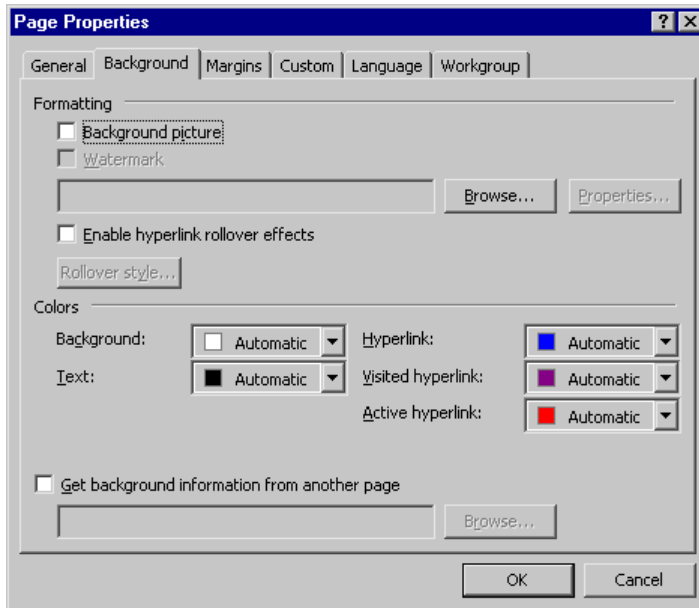 Page Properties
General Background Margins Custom Language Workgroup
Formatting
Background picture
Watermark
Browse... Properties...
Enable hyperlink rollover effects
Rollover style...
Colors
Background: Automatic Hyperlink: Automatic
Text: Automatic Visited hyperlink: Automatic
Active hyperlink: Automatic
Get background information from another page
Browse...
OK Cancel